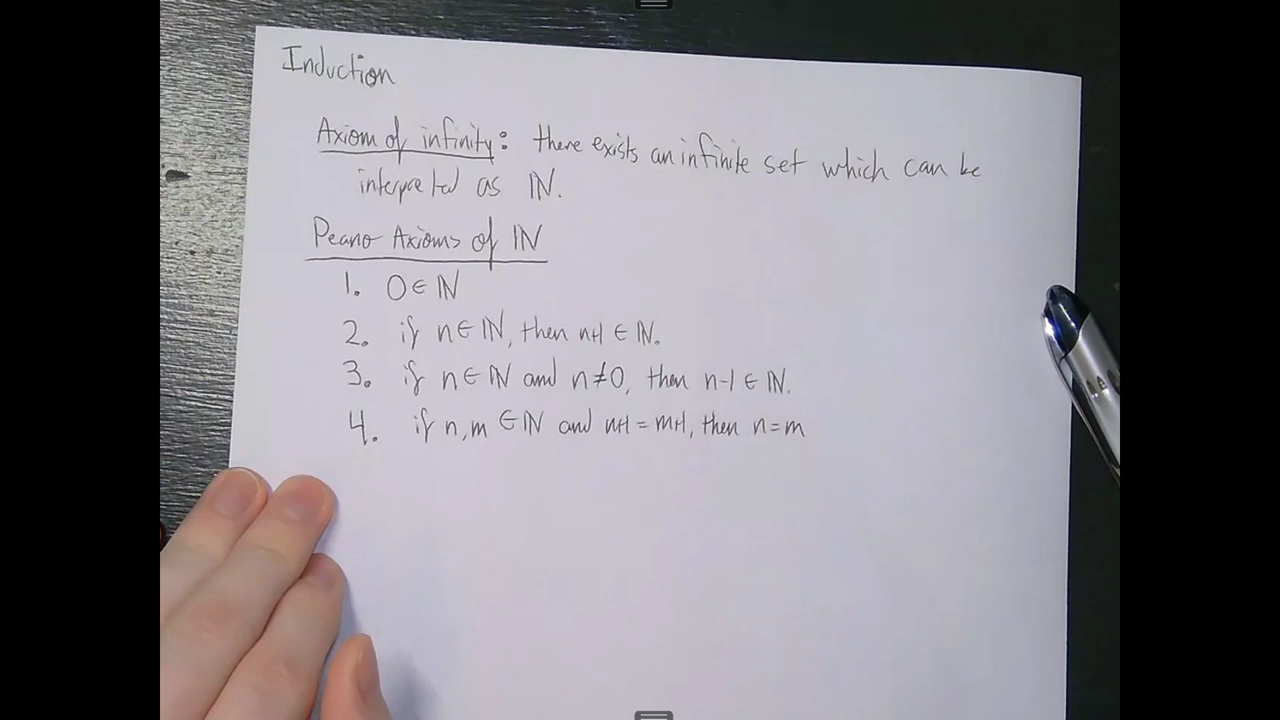 Induction
Axiom of infinity: there exists an infinite set which can be
interpreted as ℕ.
Peano Axioms of ℕ
1. 0 ∈ ℕ
2. if n ∈ ℕ, then n+1 ∈ ℕ.
3. if n ∈ ℕ and n ≠ 0, then n-1 ∈ ℕ.
4. if n, m ∈ ℕ and n+1 = m+1, then n = m